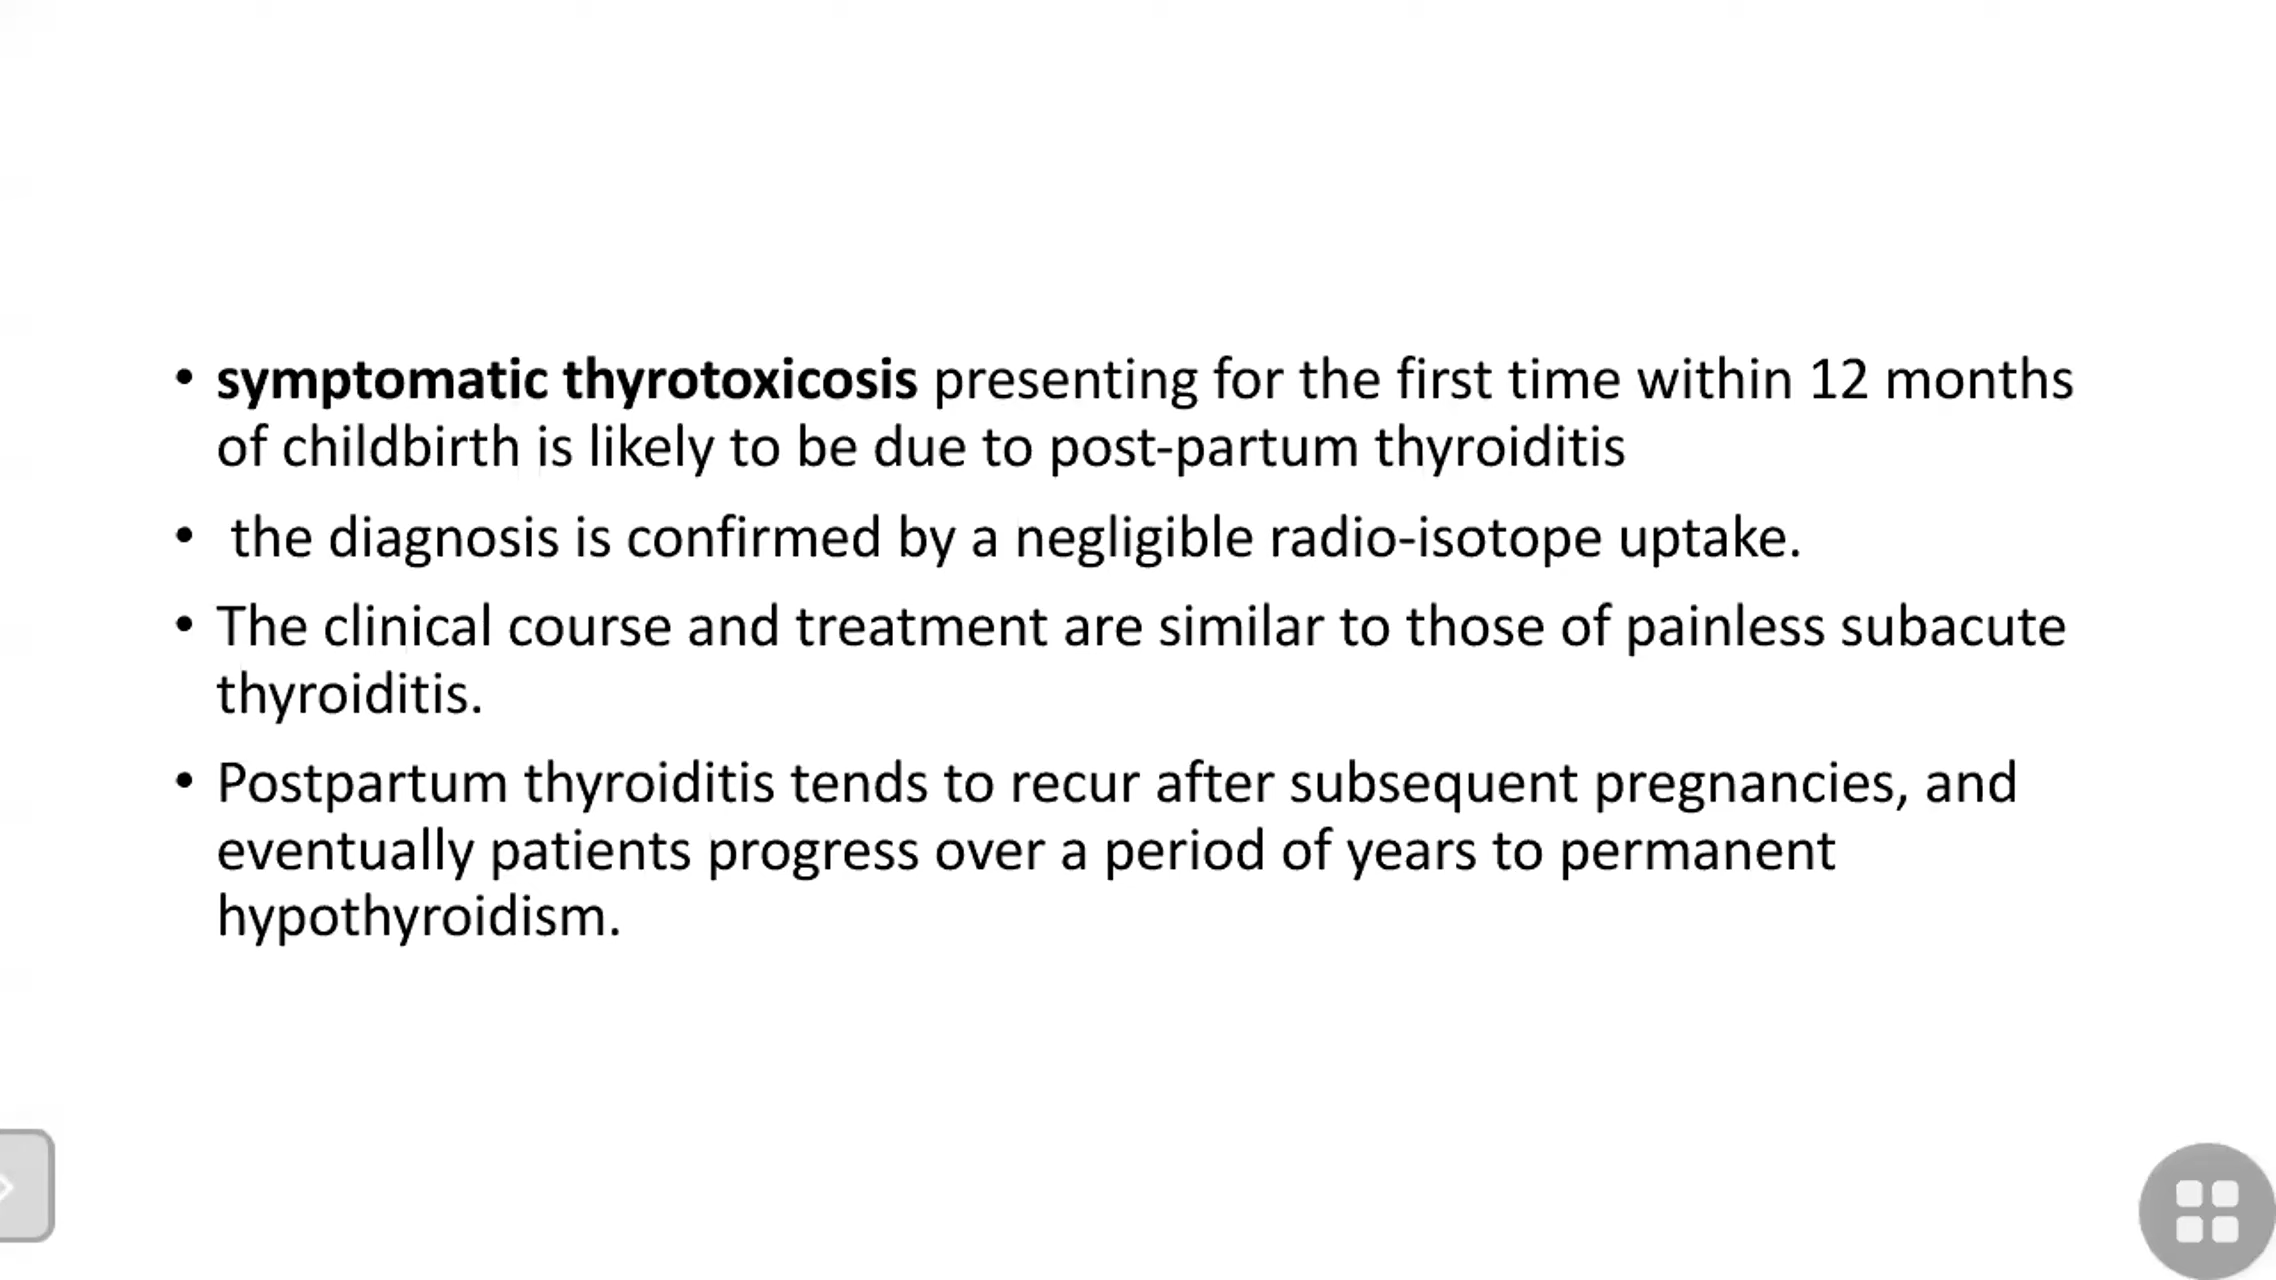 • symptomatic thyrotoxicosis presenting for the first time within 12 months
of childbirth is likely to be due to post-partum thyroiditis
• the diagnosis is confirmed by a negligible radio-isotope uptake.
• The clinical course and treatment are similar to those of painless subacute
thyroiditis.
• Postpartum thyroiditis tends to recur after subsequent pregnancies, and
eventually patients progress over a period of years to permanent
hypothyroidism.